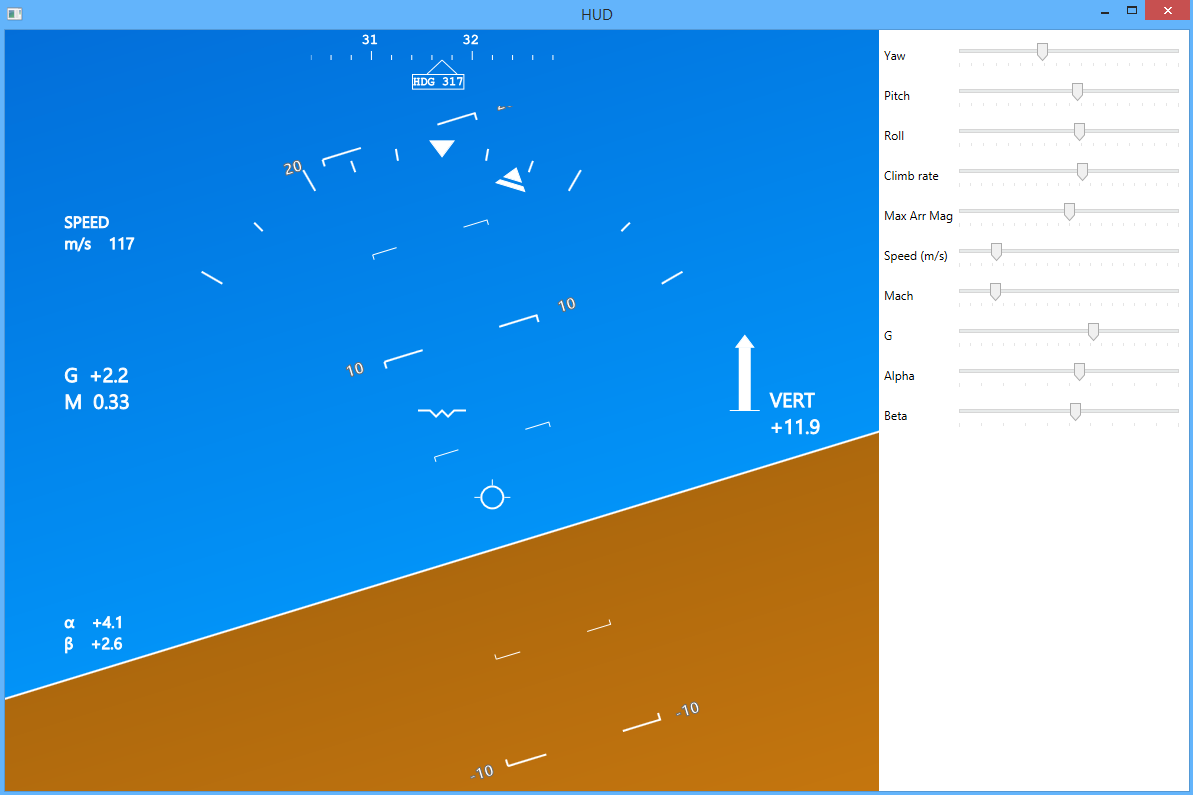 HUD
31 32
HDG 317
20
SPEED
m/s 117
10
10
G +2.2
M 0.33
VERT
+11.9
α +4.1
β +2.6
-10
-10
Yaw
Pitch
Roll
Climb rate
Max Arr Mag
Speed (m/s)
Mach
G
Alpha
Beta